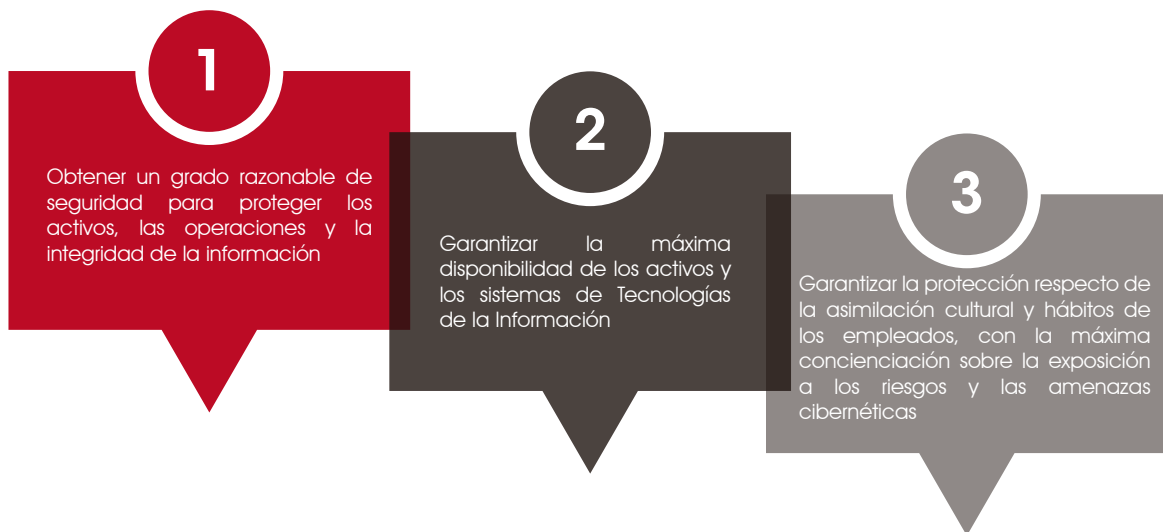 1
Obtener un grado razonable de
seguridad para proteger los
activos, las operaciones y la
integridad de la información
2
Garantizar la máxima
disponibilidad de los activos y
los sistemas de Tecnologías
de la Información
3
Garantizar la protección respecto de
la asimilación cultural y hábitos de
los empleados, con la máxima
concienciación sobre la exposición
a los riesgos y las amenazas
cibernéticas